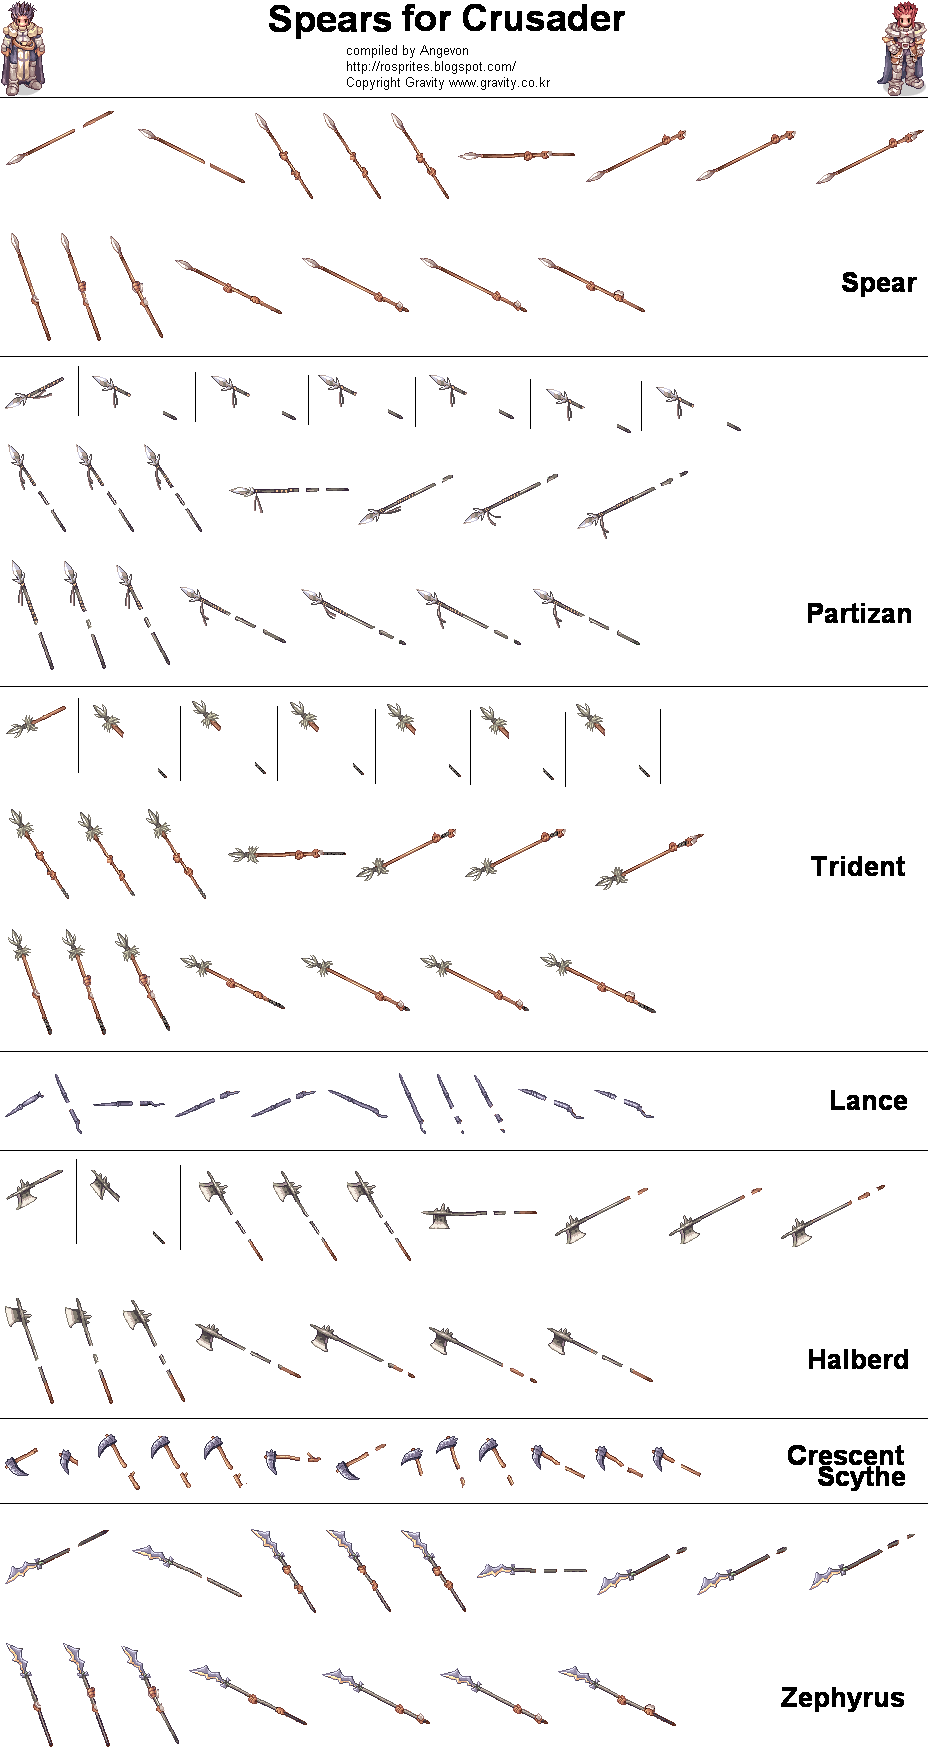 Spears for Crusader
compiled by Angevon
http://rosprites.blogspot.com/
Copyright Gravity www.gravity.co.kr
Spear
Partizan
Trident
Lance
Halberd
Crescent
Scythe
Zephyrus